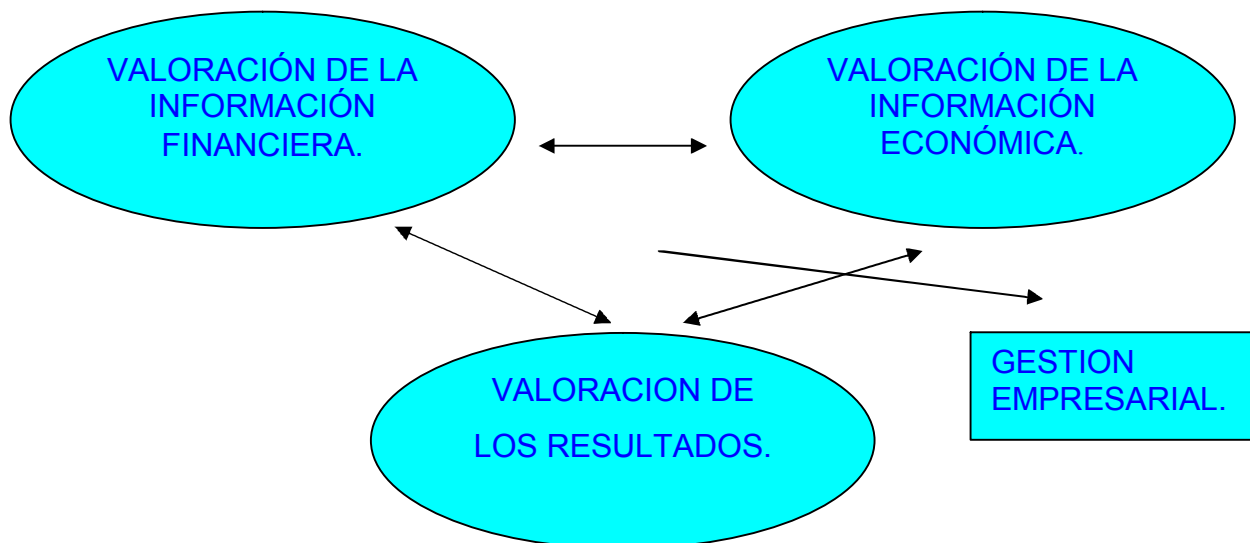 VALORACIÓN DE LA
INFORMACIÓN
FINANCIERA.
VALORACIÓN DE LA
INFORMACIÓN
ECONÓMICA.
VALORACION DE
LOS RESULTADOS.
GESTION
EMPRESARIAL.